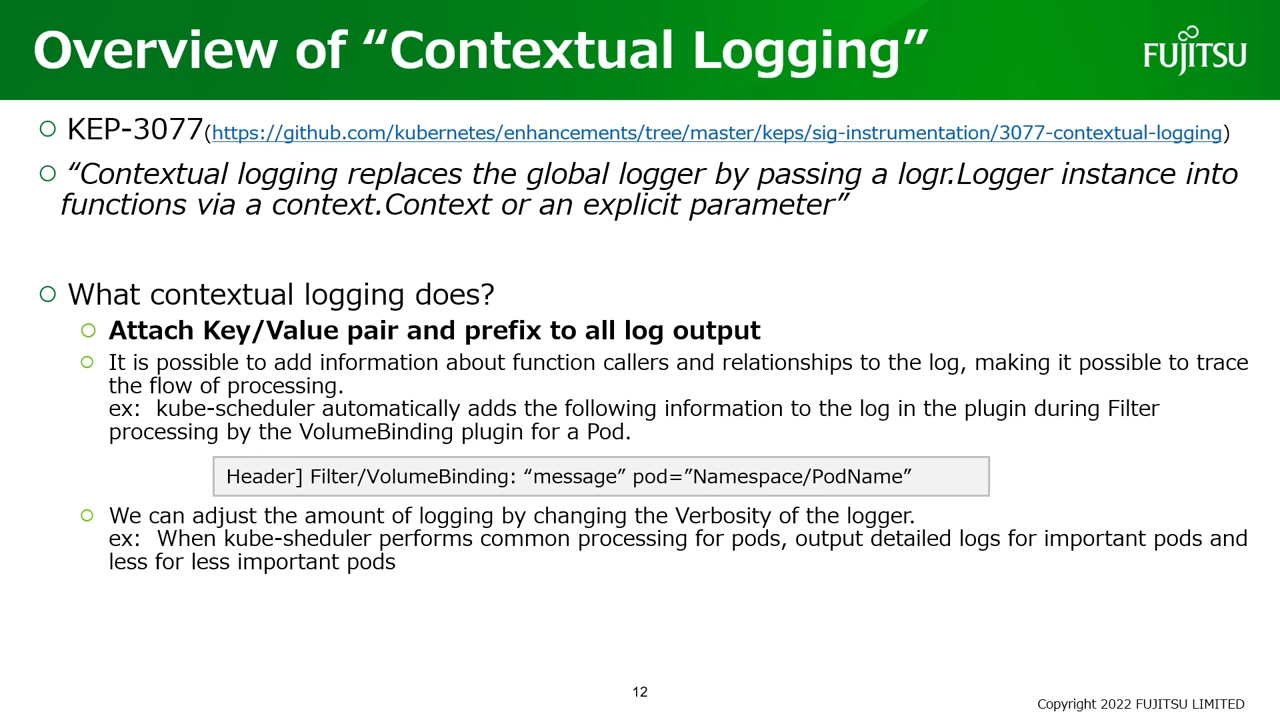 Overview of “Contextual Logging”
FUJITSU
KEP-3077(https://github.com/kubernetes/enhancements/tree/master/keps/sig-instrumentation/3077-contextual-logging)
“Contextual logging replaces the global logger by passing a logr.Logger instance into
functions via a context.Context or an explicit parameter”
What contextual logging does?
Attach Key/Value pair and prefix to all log output
It is possible to add information about function callers and relationships to the log, making it possible to trace
the flow of processing.
ex:  kube-scheduler automatically adds the following information to the log in the plugin during Filter
processing by the VolumeBinding plugin for a Pod.
Header] Filter/VolumeBinding: “message” pod=”Namespace/PodName”
We can adjust the amount of logging by changing the Verbosity of the logger.
ex:  When kube-sheduler performs common processing for pods, output detailed logs for important pods and
less for less important pods
12
Copyright 2022 FUJITSU LIMITED